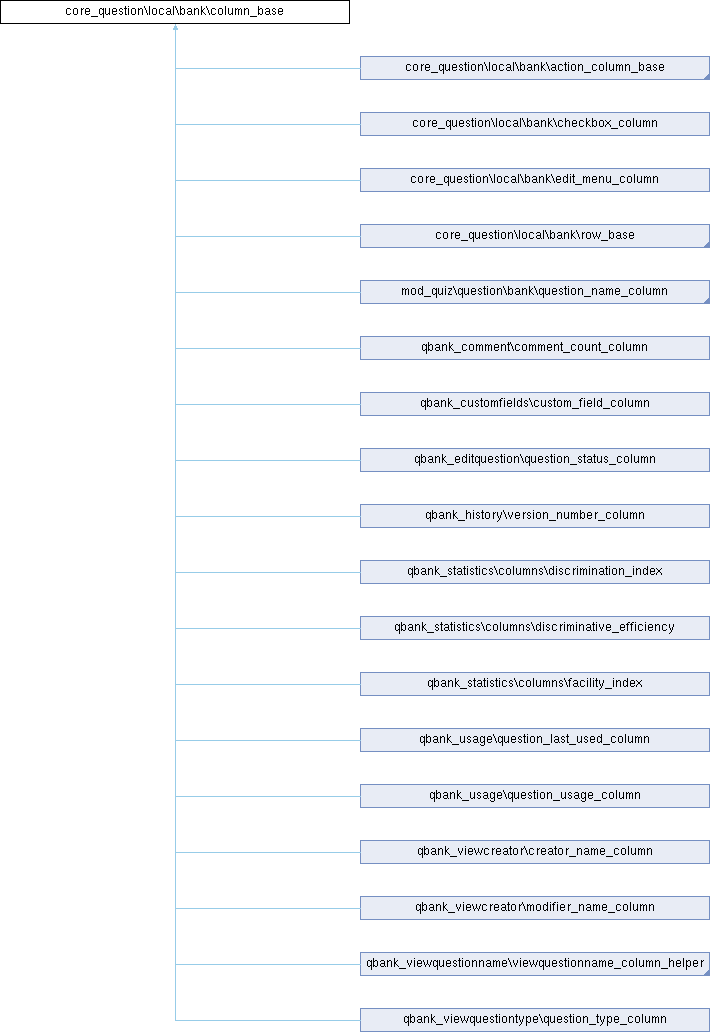 core_question\local\bank\column_base
core_question\local\bank\action_column_base
core_question\local\bank\checkbox_column
core_question\local\bank\edit_menu_column
core_question\local\bank\row_base
mod_quiz\question\bank\question_name_column
qbank_comment\comment_count_column
qbank_customfields\custom_field_column
qbank_editquestion\question_status_column
qbank_history\version_number_column
qbank_statistics\columns\discrimination_index
qbank_statistics\columns\discriminative_efficiency
qbank_statistics\columns\facility_index
qbank_usage\question_last_used_column
qbank_usage\question_usage_column
qbank_viewcreator\creator_name_column
qbank_viewcreator\modifier_name_column
qbank_viewquestionname\viewquestionname_column_helper
qbank_viewquestiontype\question_type_column